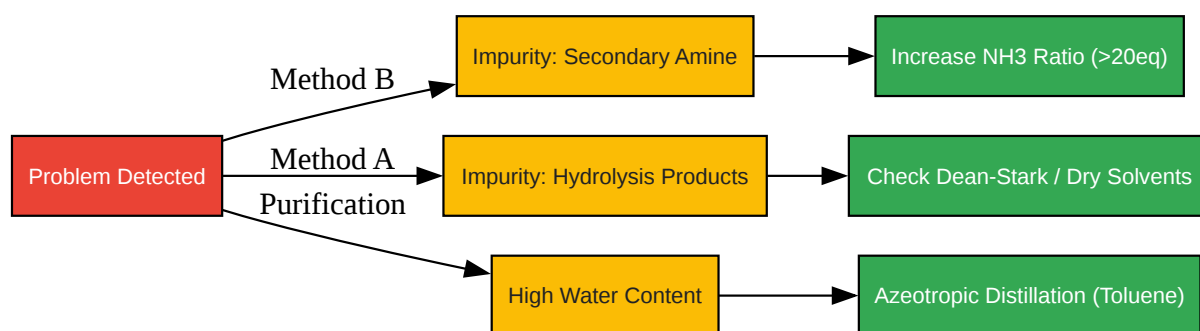 Impurity: Secondary Amine
Increase NH3 Ratio (>20eq)
Method B
Problem Detected
Method A
Impurity: Hydrolysis Products
Check Dean-Stark / Dry Solvents
Purification
High Water Content
Azeotropic Distillation (Toluene)